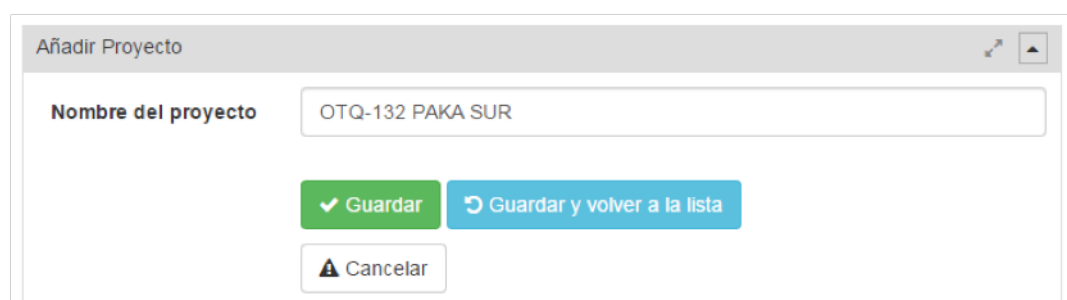 Añadir Proyecto
Nombre del proyecto OTQ-132 PAKA SUR
Guardar Guardar y volver a la lista
Cancelar